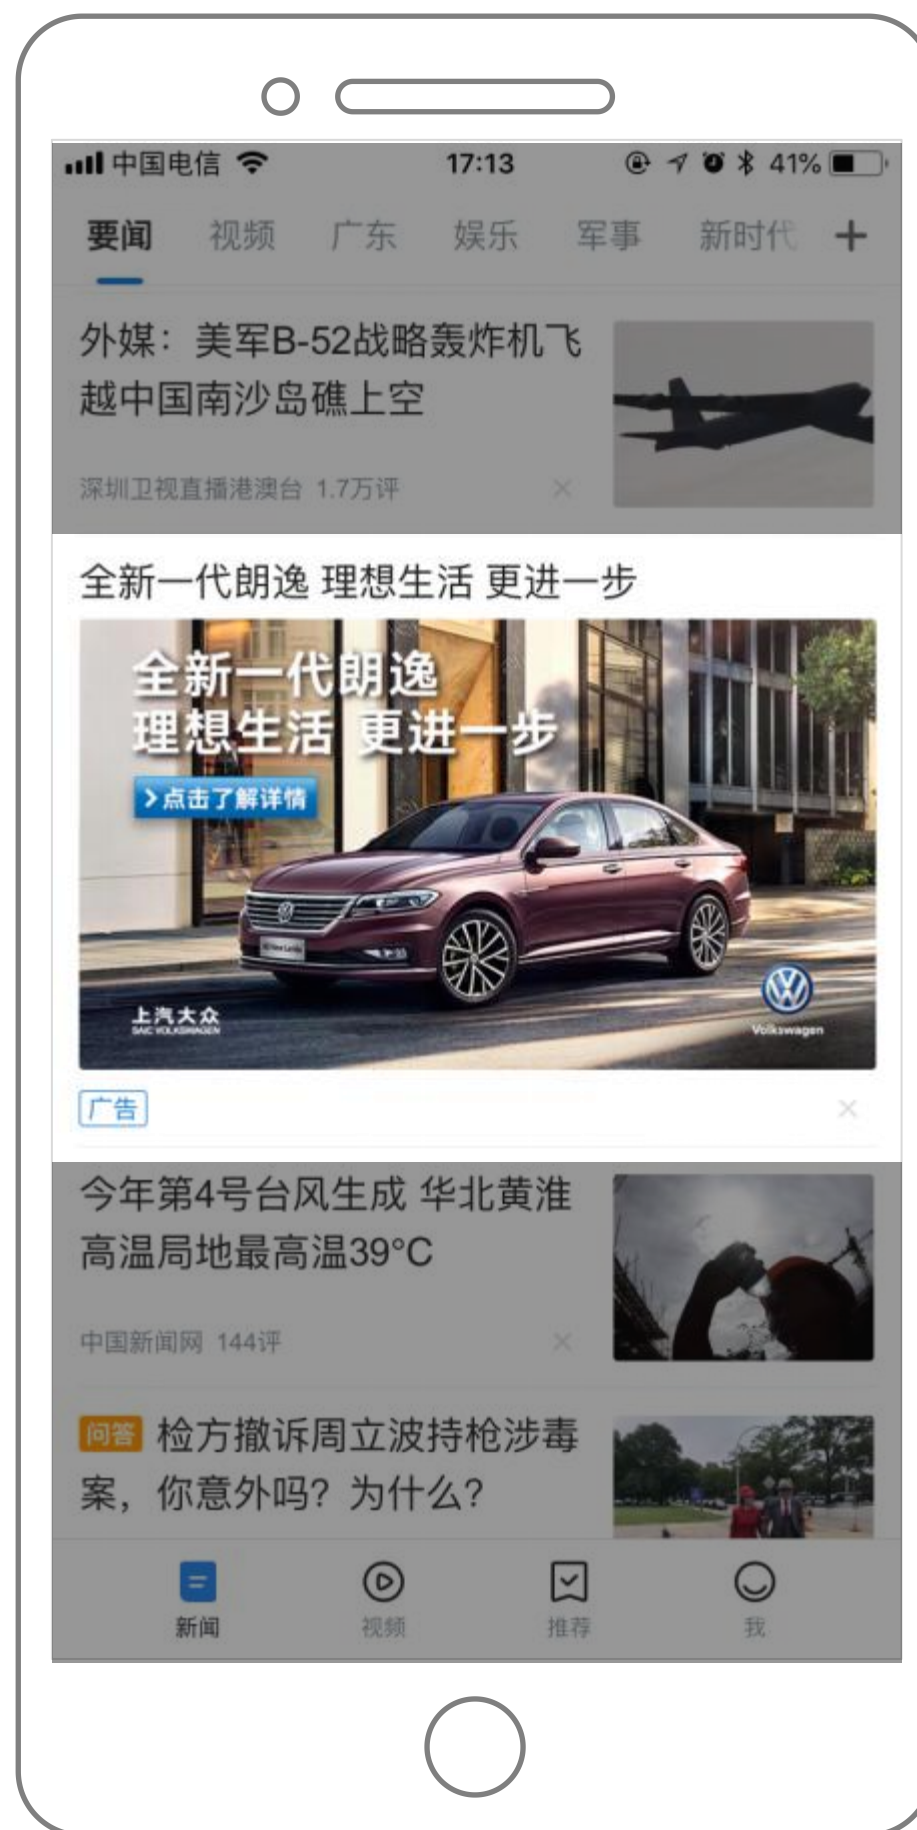 中国电信 17:13 41%
要闻 视频 广东 娱乐 军事 新时代 +
外媒：美军B-52战略轰炸机飞
越中国南沙岛礁上空
深圳卫视直播港澳台 1.7万评 ×
全新一代朗逸 理想生活 更进一步
全新一代朗逸
理想生活 更进一步
>点击了解详情
上汽大众
SAIC VOLKSWAGEN
Volkswagen
广告 ×
今年第4号台风生成 华北黄淮
高温局地最高温39°C
中国新闻网 144评 ×
问答 检方撤诉周立波持枪涉毒
案，你意外吗？为什么？
新闻 视频 推荐 我